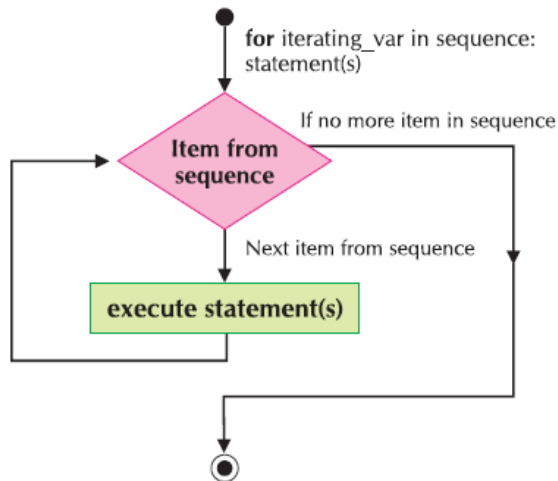 for iterating_var in sequence:
statement(s)
If no more item in sequence
Item from
sequence
Next item from sequence
execute statement(s)